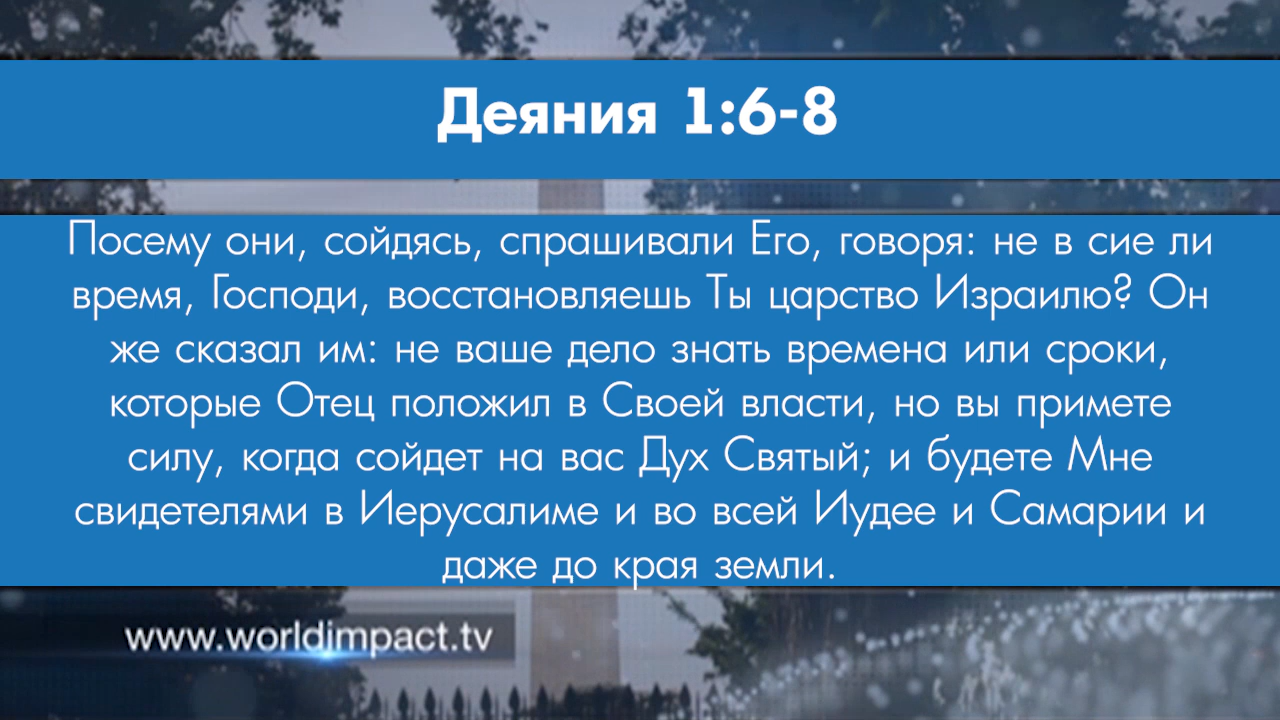 Деяния 1:6-8
Посему они, сойдясь, спрашивали Его, говоря: не в сие ли
время, Господи, восстановляешь Ты царство Израилю? Он
же сказал им: не ваше дело знать времена или сроки,
которые Отец положил в Своей власти, но вы примете
силу, когда сойдет на вас Дух Святый; и будете Мне
свидетелями в Иерусалиме и во всей Иудее и Самарии и
даже до края земли.
www.worldimpact.tv